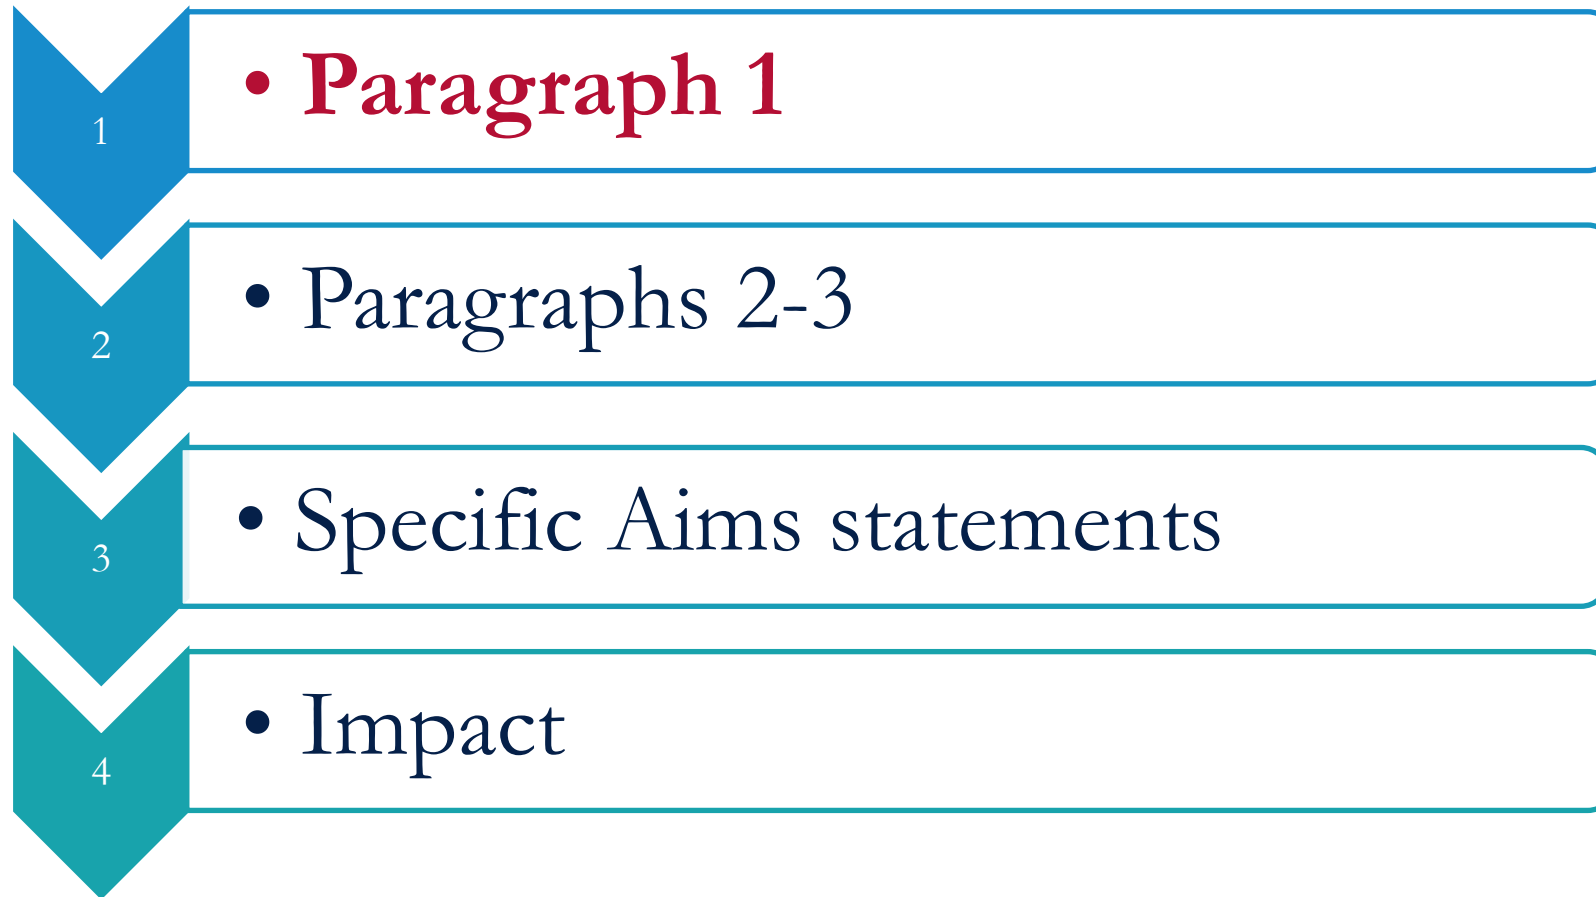 1
• Paragraph 1
2
• Paragraphs 2-3
3
• Specific Aims statements
4
• Impact